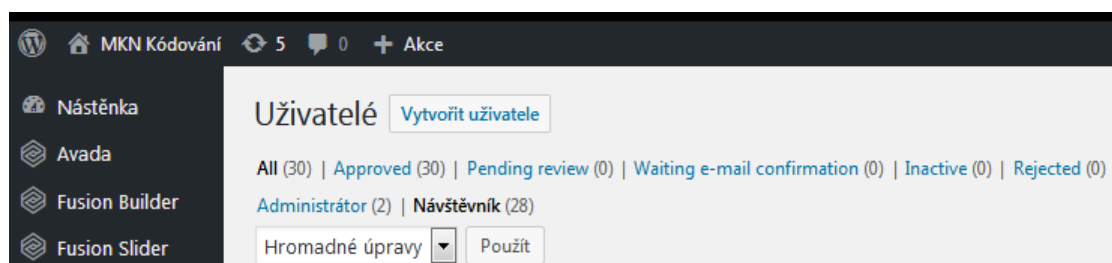 MKN Kódování 5 0 + Akce
Nástěnka
Avada
Fusion Builder
Fusion Slider
Uživatelé Vytvořit uživatele
All (30) | Approved (30) | Pending review (0) | Waiting e-mail confirmation (0) | Inactive (0) | Rejected (0)
Administrátor (2) | Návštěvník (28)
Hromadné úpravy Použít